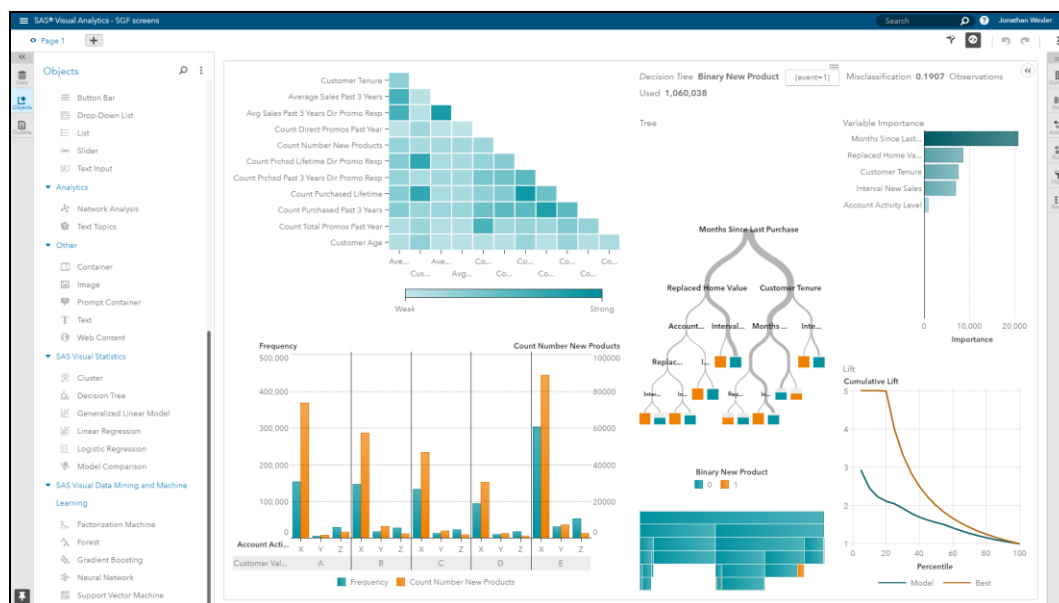 SAS® Visual Analytics - SGF screens
Search
Jonathan Wexler
Page 1
Objects
Objects
Outline
Button Bar
Drop-Down List
List
Slider
Text Input
Analytics
Network Analysis
Text Topics
Other
Container
Image
Prompt Container
Text
Web Content
SAS Visual Statistics
Cluster
Decision Tree
Generalized Linear Model
Linear Regression
Logistic Regression
Model Comparison
SAS Visual Data Mining and Machine
Learning
Factorization Machine
Forest
Gradient Boosting
Neural Network
Support Vector Machine
Customer Tenure
Average Sales Past 3 Years
Avg Sales Past 3 Years Dir Promo Resp
Count Direct Promos Past Year
Count Number New Products
Count Prchsd Lifetime Dir Promo Resp
Count Prchsd Past 3 Years Dir Promo Resp
Count Purchased Lifetime
Count Purchased Past 3 Years
Count Total Promos Past Year
Customer Age
Ave... Ave... Co... Co... Co... Co...
Cus... Avg... Co... Co... Co...
Weak Strong
Frequency Count Number New Products
500,000 100000
400,000 80000
300,000 60000
200,000 40000
100,000 20000
0 0
Account Acti... X Y Z X Y Z X Y Z X Y Z X Y Z
Customer Val... A B C D E
Frequency Count Number New Products
Decision Tree Binary New Product (event=1) Misclassification 0.1907 Observations
Used 1,060,038
Tree
Months Since Last Purchase
Replaced Home Value Customer Tenure
Account... Interval... Months ... Inte...
Replac... I...
Inter... In... Rep... In...
Binary New Product
0 1
Variable Importance
Months Since Last...
Replaced Home Va...
Customer Tenure
Interval New Sales
Account Activity Level
0 10,000 20,000
Importance
Lift
Cumulative Lift
5
4
3
2
1
0 20 40 60 80 100
Percentile
Model Best